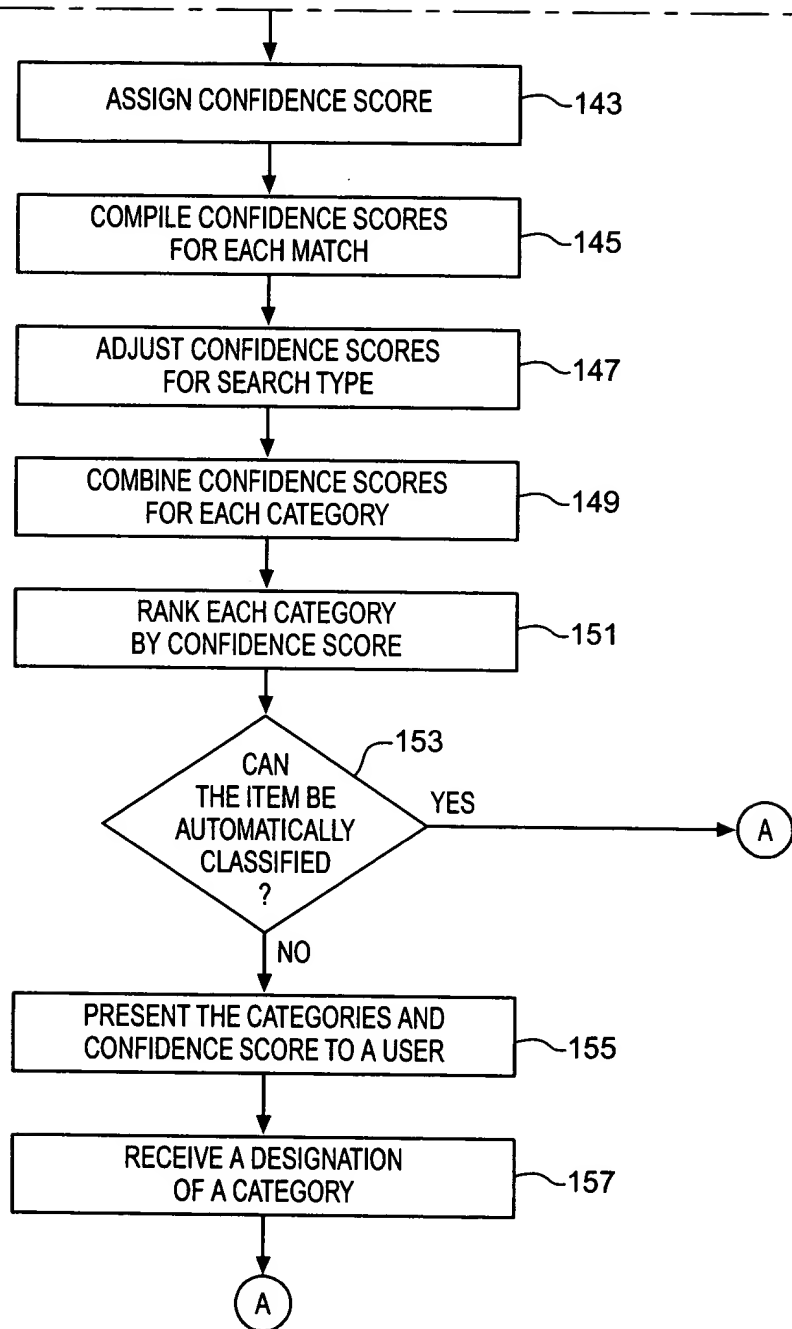 ASSIGN CONFIDENCE SCORE
143
COMPILE CONFIDENCE SCORES
FOR EACH MATCH
145
ADJUST CONFIDENCE SCORES
FOR SEARCH TYPE
147
COMBINE CONFIDENCE SCORES
FOR EACH CATEGORY
149
RANK EACH CATEGORY
BY CONFIDENCE SCORE
151
153
CAN
THE ITEM BE
AUTOMATICALLY
CLASSIFIED
?
YES
A
NO
PRESENT THE CATEGORIES AND
CONFIDENCE SCORE TO A USER
155
RECEIVE A DESIGNATION
OF A CATEGORY
157
A